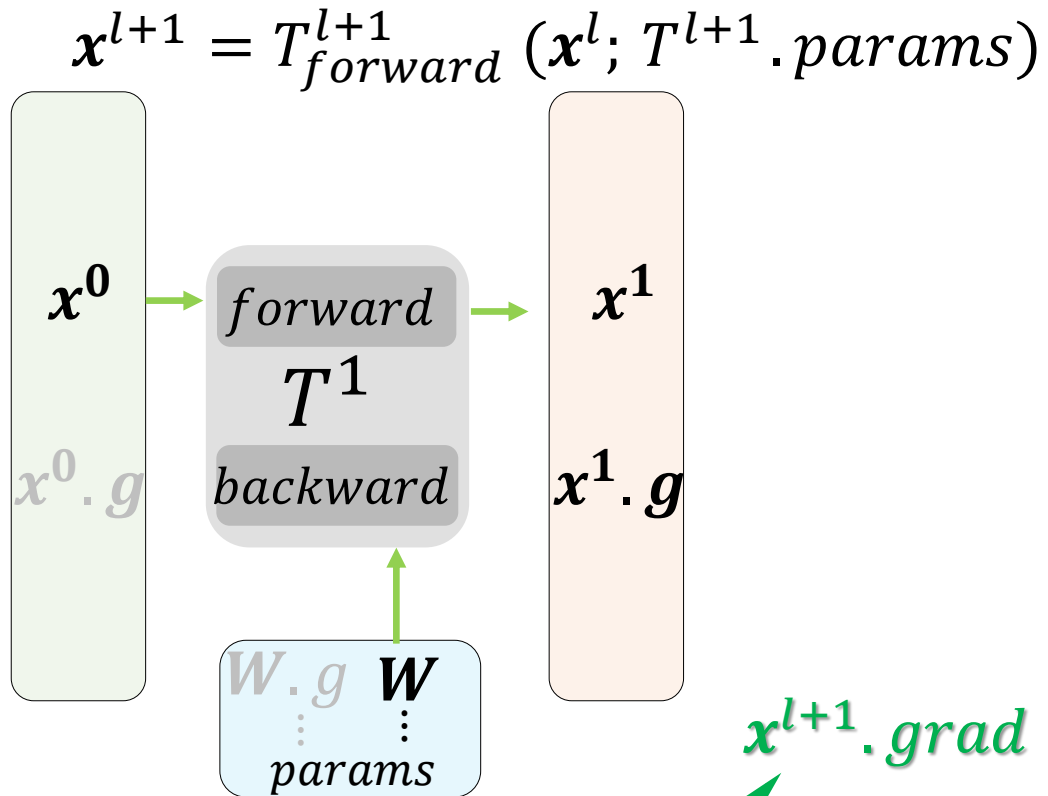 x^{l+1} = T^{l+1}_{forward} (x^l; T^{l+1}.params)
x^0
forward
x^1
T^1
x^0.g
backward
x^1.g
W.g W
⋮ ⋮
params
x^{l+1}.grad